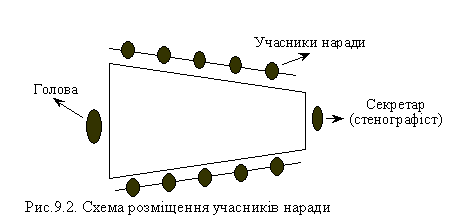 Учасники наради
Голова
Секретар
(стенографіст)
Рис.9.2. Схема розміщення учасників наради